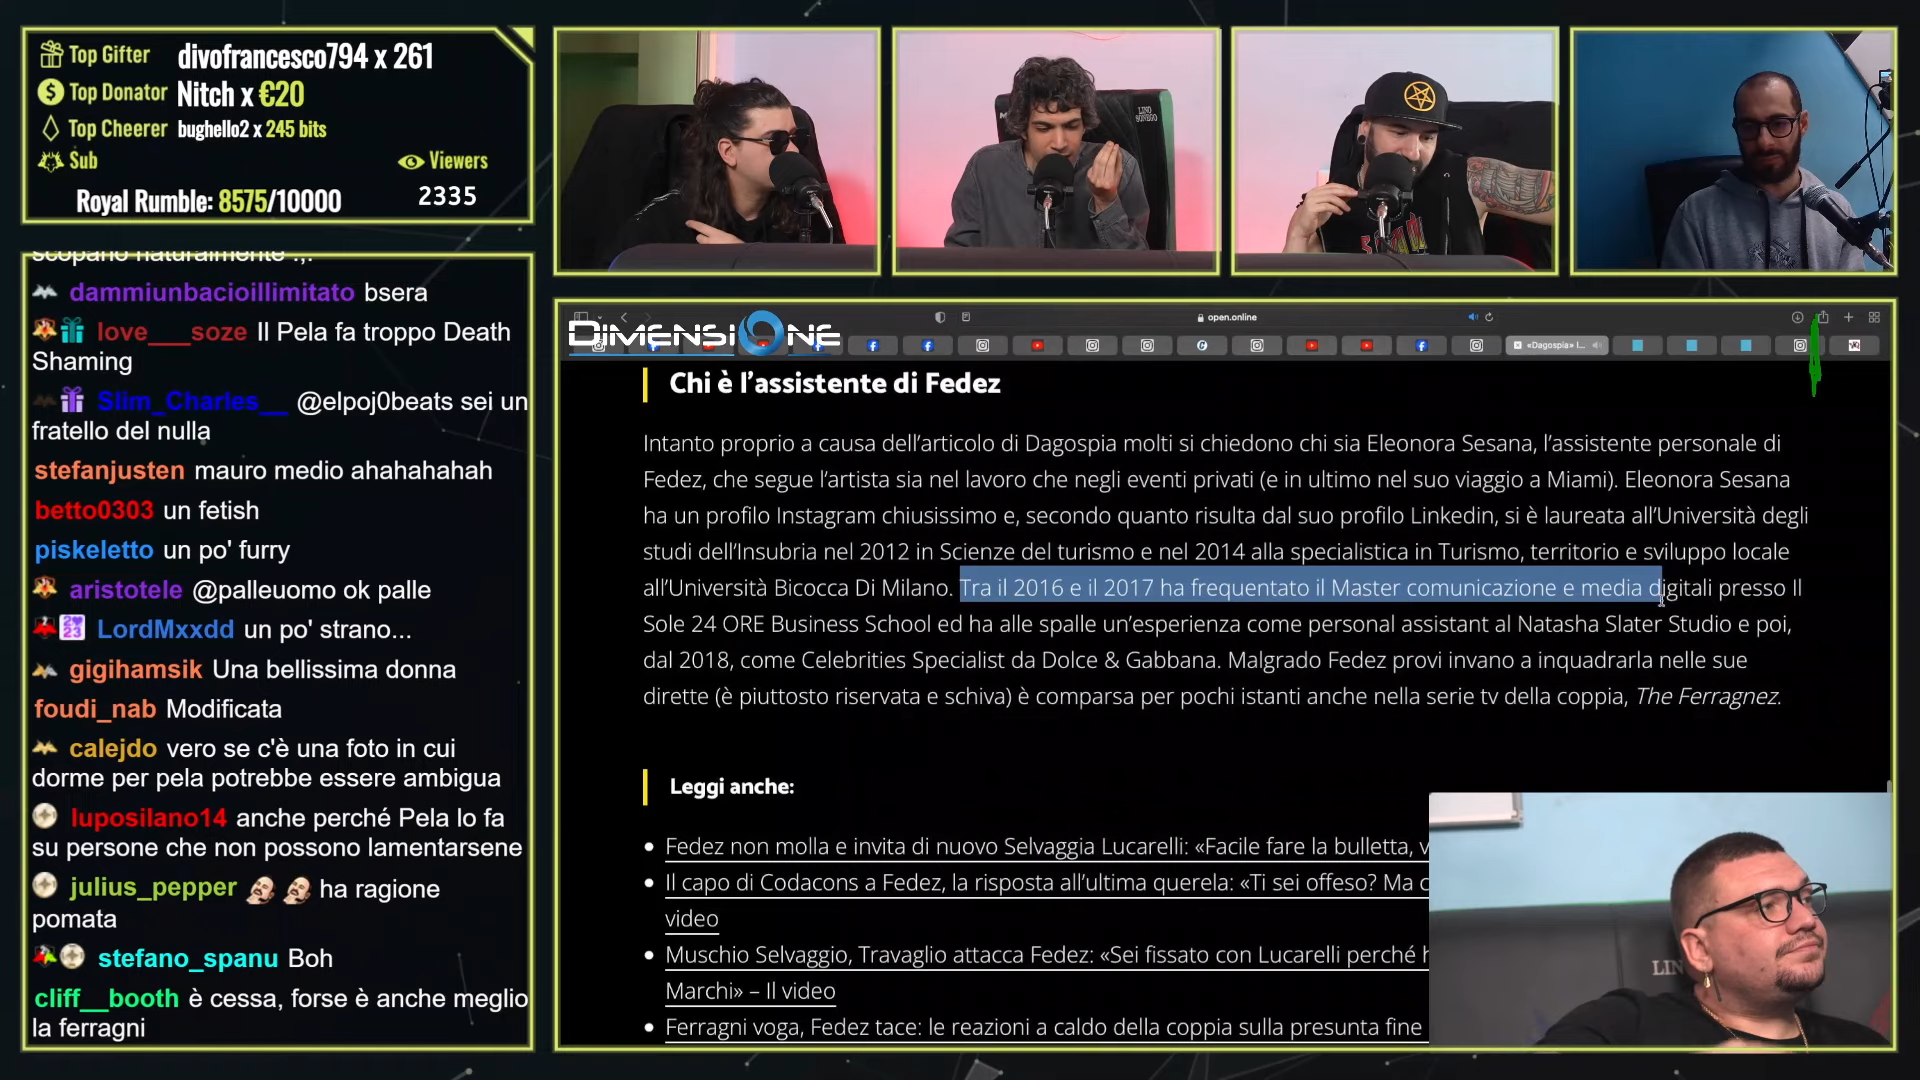 Top Gifter divofrancesco794 x 261
Top Donator Nitch x €20
Top Cheerer bughello2 x 245 bits
Sub
Viewers
Royal Rumble: 8575/10000
2335
scopano naturalmente .,.
dammiunbacioillimitato bsera
love___soze Il Pela fa troppo Death
Shaming
Slim_Charles__ @elpoj0beats sei un
fratello del nulla
stefanjusten mauro medio ahahahahah
betto0303 un fetish
piskeletto un po' furry
aristotele @palleuomo ok palle
LordMxxdd un po' strano...
gigihamsik Una bellissima donna
foudi_nab Modificata
calejdo vero se c'è una foto in cui
dorme per pela potrebbe essere ambigua
luposilano14 anche perché Pela lo fa
su persone che non possono lamentarsene
julius_pepper ha ragione
pomata
stefano_spanu Boh
cliff__booth è cessa, forse è anche meglio
la ferragni
LINO
SONEGO
DIMENSIONE
open.online
«Dagospia» I...
Chi è l'assistente di Fedez
Intanto proprio a causa dell'articolo di Dagospia molti si chiedono chi sia Eleonora Sesana, l'assistente personale di
Fedez, che segue l'artista sia nel lavoro che negli eventi privati (e in ultimo nel suo viaggio a Miami). Eleonora Sesana
ha un profilo Instagram chiusissimo e, secondo quanto risulta dal suo profilo Linkedin, si è laureata all'Università degli
studi dell'Insubria nel 2012 in Scienze del turismo e nel 2014 alla specialistica in Turismo, territorio e sviluppo locale
all'Università Bicocca Di Milano. Tra il 2016 e il 2017 ha frequentato il Master comunicazione e media digitali presso Il
Sole 24 ORE Business School ed ha alle spalle un'esperienza come personal assistant al Natasha Slater Studio e poi,
dal 2018, come Celebrities Specialist da Dolce & Gabbana. Malgrado Fedez provi invano a inquadrarla nelle sue
dirette (è piuttosto riservata e schiva) è comparsa per pochi istanti anche nella serie tv della coppia, The Ferragnez.
Leggi anche:
Fedez non molla e invita di nuovo Selvaggia Lucarelli: «Facile fare la bulletta, v
Il capo di Codacons a Fedez, la risposta all'ultima querela: «Ti sei offeso? Ma c
video
Muschio Selvaggio, Travaglio attacca Fedez: «Sei fissato con Lucarelli perché h
Marchi» – Il video
Ferragni voga, Fedez tace: le reazioni a caldo della coppia sulla presunta fine
LIN